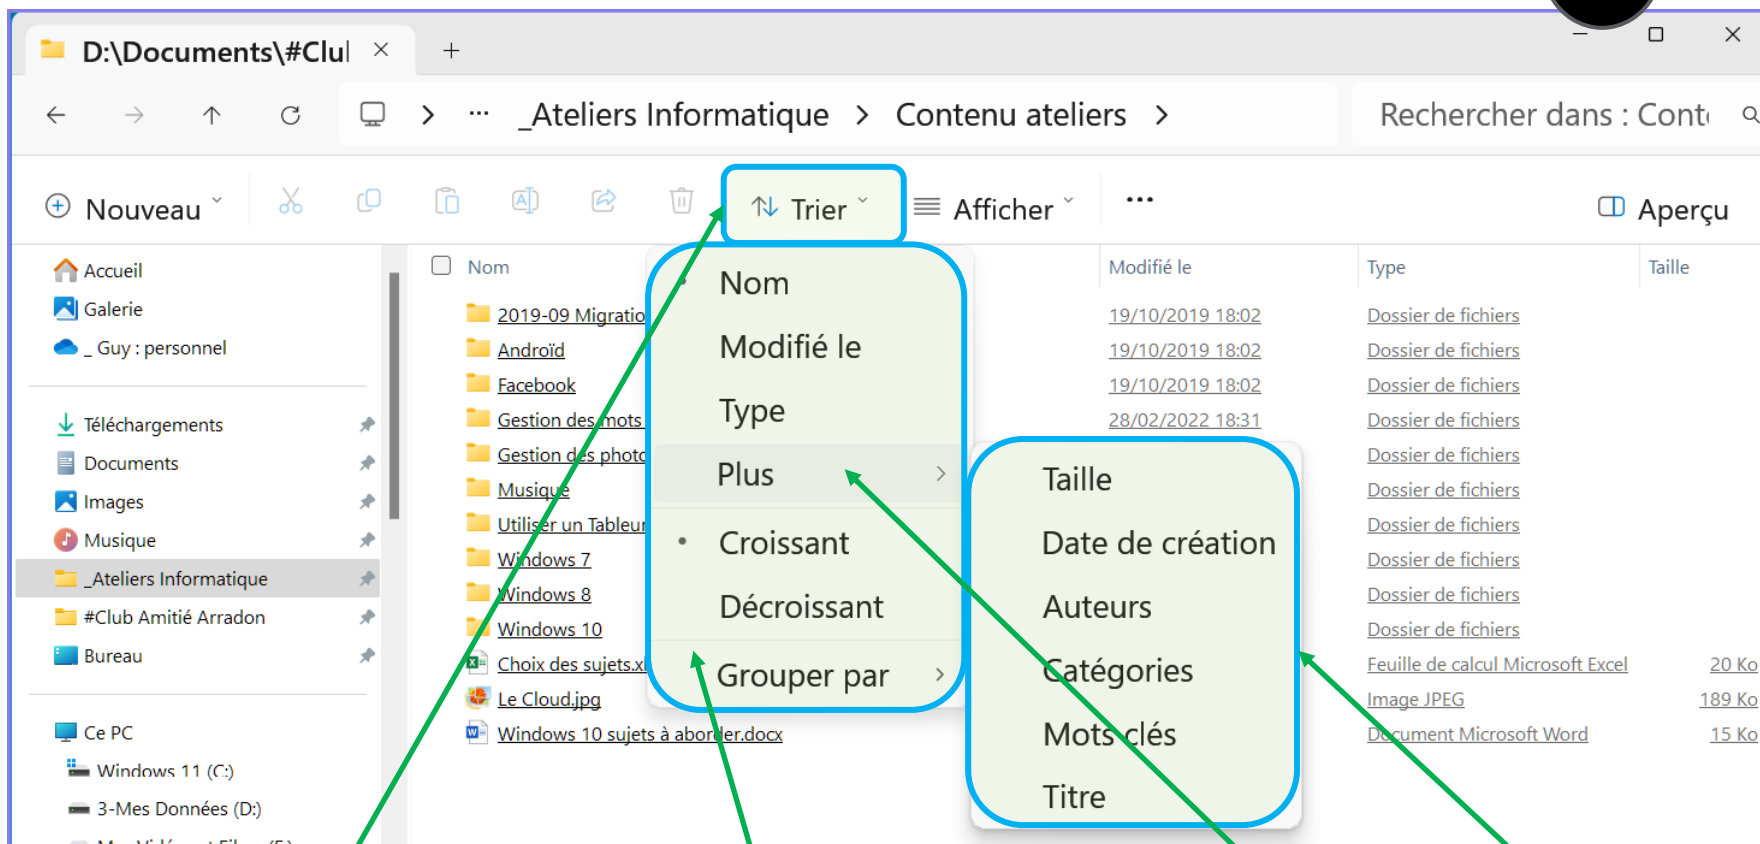 D:\Documents\#Clul
_Ateliers Informatique > Contenu ateliers >
Rechercher dans : Cont
Nouveau
Trier
Afficher
Aperçu
Accueil
Galerie
_ Guy : personnel
Téléchargements
Documents
Images
Musique
_Ateliers Informatique
#Club Amitié Arradon
Bureau
Ce PC
Windows 11 (C:)
3-Mes Données (D:)
Nom Modifié le Type Taille
2019-09 Migratio 19/10/2019 18:02 Dossier de fichiers
Androïd 19/10/2019 18:02 Dossier de fichiers
Facebook 19/10/2019 18:02 Dossier de fichiers
Gestion des mots 28/02/2022 18:31 Dossier de fichiers
Gestion des photo Dossier de fichiers
Musique Dossier de fichiers
Utiliser un Tableur Dossier de fichiers
Windows 7 Dossier de fichiers
Windows 8 Dossier de fichiers
Windows 10 Dossier de fichiers
Choix des sujets.xl Feuille de calcul Microsoft Excel 20 Ko
Le Cloud.jpg Image JPEG 189 Ko
Windows 10 sujets à aborder.docx Document Microsoft Word 15 Ko
Nom
Modifié le
Type
Plus
Croissant
Décroissant
Grouper par
Taille
Date de création
Auteurs
Catégories
Mots clés
Titre